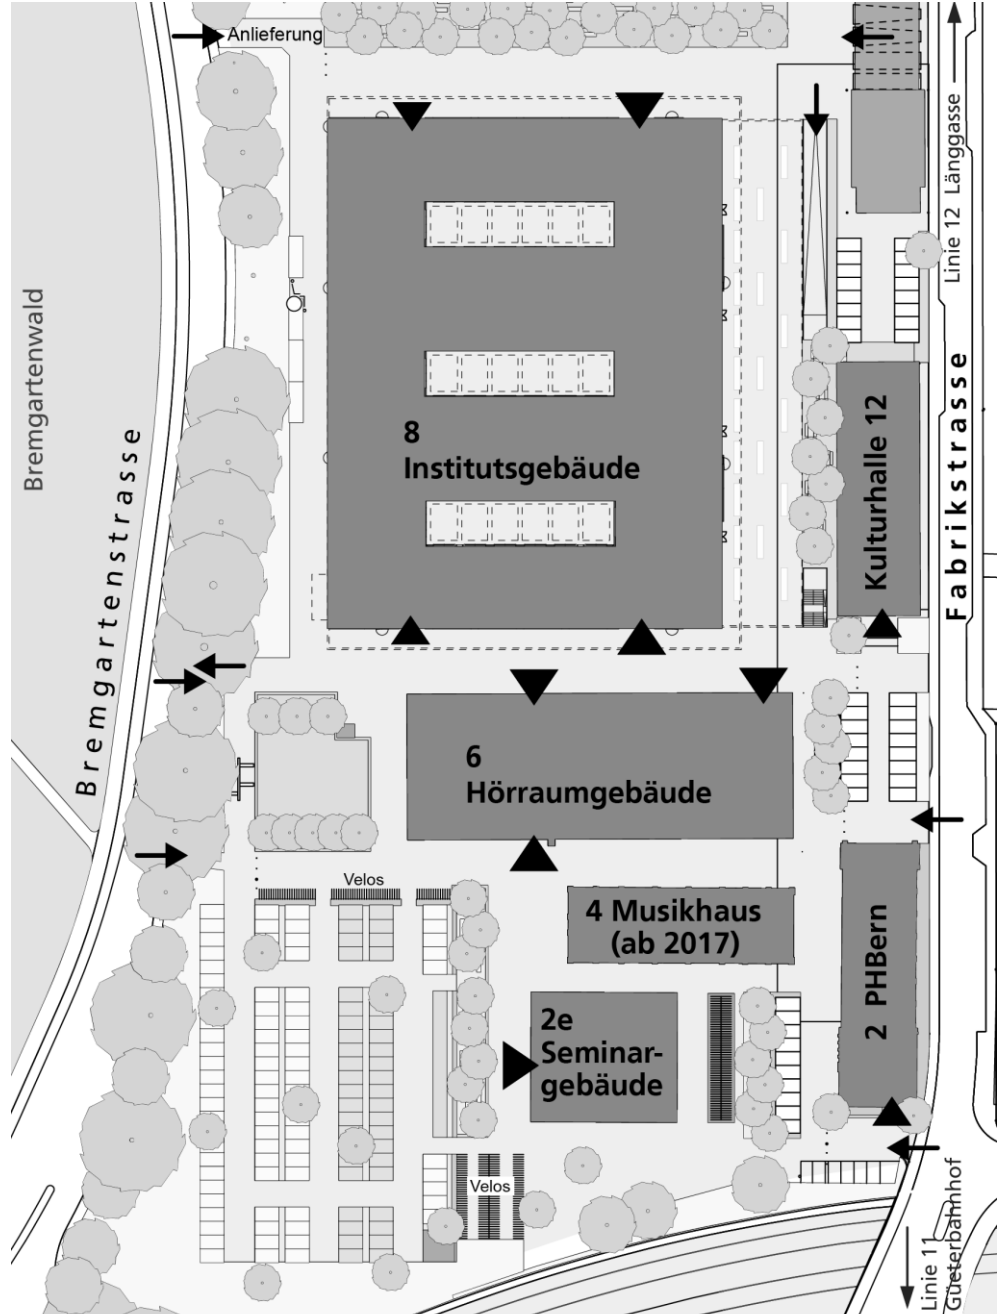 Anlieferung
Linie 12 Länggasse
Bremgartenwald
Bremgartenstrasse
8
Institutsgebäude
Kulturhalle 12
Fabrikstrasse
6
Hörraumgebäude
Velos
4 Musikhaus
(ab 2017)
2 PHBern
2e
Seminar-
gebäude
Velos
Linie 11
Güeterbahnhof